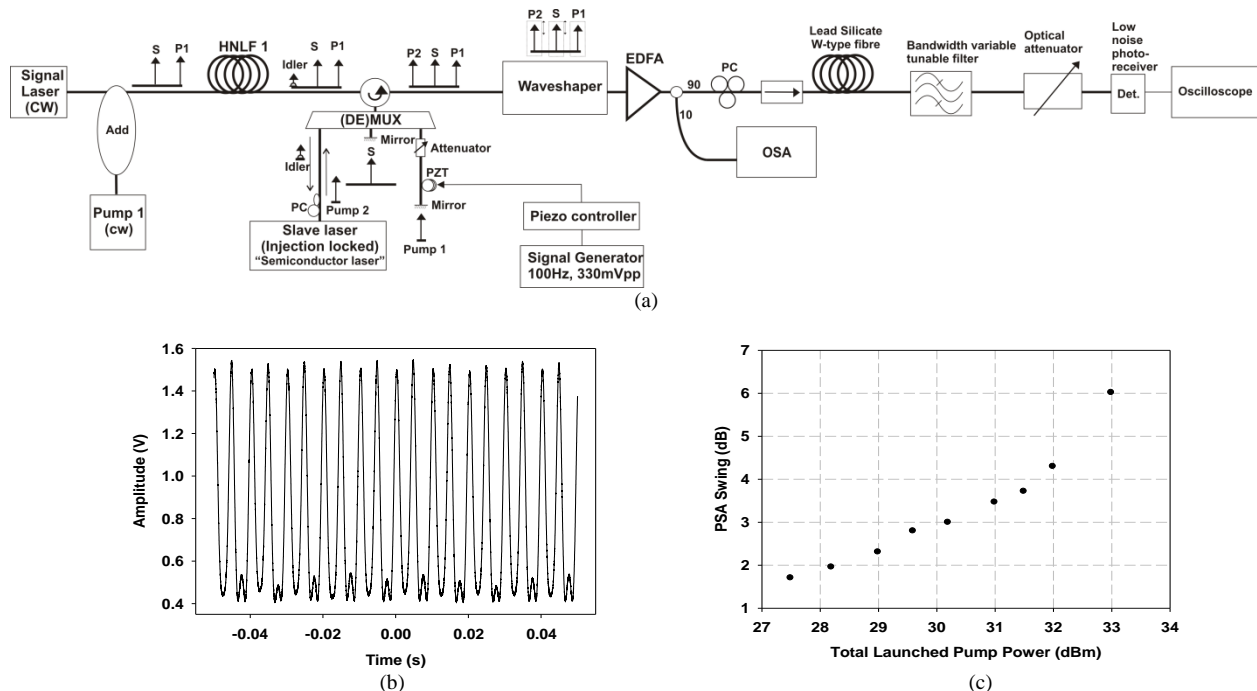 P2 S P1
S P1
HNLF 1
Idler S P1
P2 S P1
Signal
Laser
(CW)
Add
Pump 1
(cw)
(DE)MUX
Mirror
Attenuator
Idler
S
PZT
PC
Pump 2
Mirror
Pump 1
Slave laser
(Injection locked)
“Semiconductor laser”
Piezo controller
Signal Generator
100Hz, 330mVpp
Waveshaper
EDFA
90
10
PC
OSA
Lead Silicate
W-type fibre
Bandwidth variable
tunable filter
Optical
attenuator
Low
noise
photo-
receiver
Det.
Oscilloscope
(a)
1.6
1.4
1.2
1.0
0.8
0.6
0.4
Amplitude (V)
-0.04 -0.02 0.00 0.02 0.04
Time (s)
(b)
7
6
5
4
3
2
1
PSA Swing (dB)
27 28 29 30 31 32 33 34
Total Launched Pump Power (dBm)
(c)